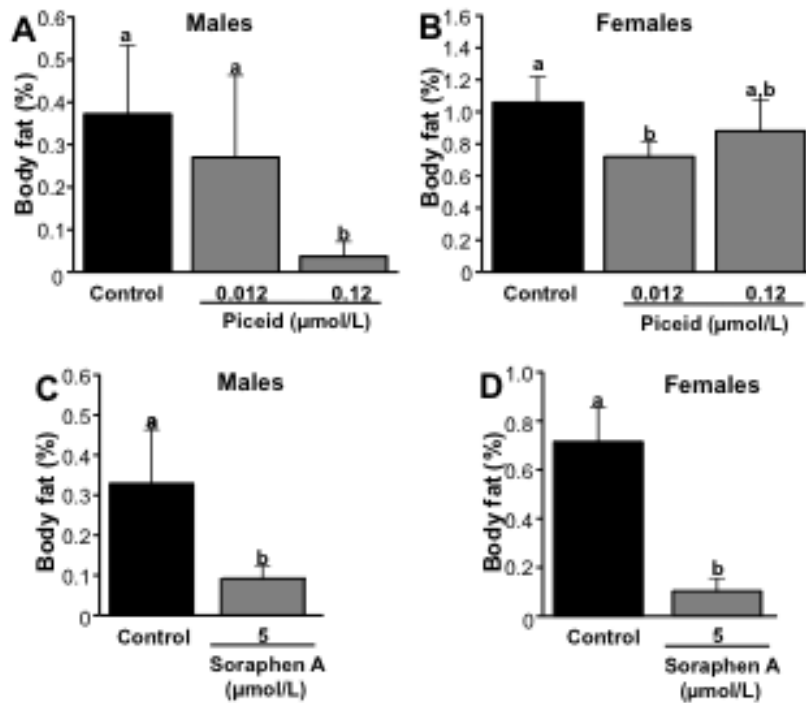 A
Males
Body fat (%)
0.6
0.5
0.4
0.3
0.2
0.1
0
a
a
b
Control
0.012
0.12
Piceid (µmol/L)
B
Females
Body fat (%)
1.6
1.4
1.2
1.0
0.8
0.6
0.4
0.2
0
a
b
a,b
Control
0.012
0.12
Piceid (µmol/L)
C
Males
Body fat (%)
0.6
0.5
0.4
0.3
0.2
0.1
0
a
b
Control
5
Soraphen A
(µmol/L)
D
Females
Body fat (%)
1.0
0.8
0.6
0.4
0.2
0
a
b
Control
5
Soraphen A
(µmol/L)